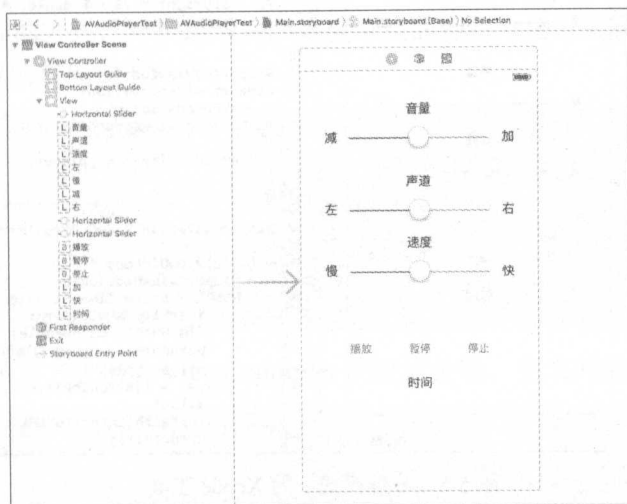 AVAudioPlayerTest 〉 AVAudioPlayerTest 〉 Main.storyboard 〉 Main.storyboard (Base) 〉 No Selection
View Controller Scene
View Controller
Top Layout Guide
Bottom Layout Guide
View
Horizontal Slider
L 音量
L 声道
L 速度
L 左
L 慢
L 减
L 右
Horizontal Slider
Horizontal Slider
B 播放
B 暂停
B 停止
L 加
L 快
L 时间
First Responder
Exit
Storyboard Entry Point
音量
减 加
声道
左 右
速度
慢 快
播放 暂停 停止
时间